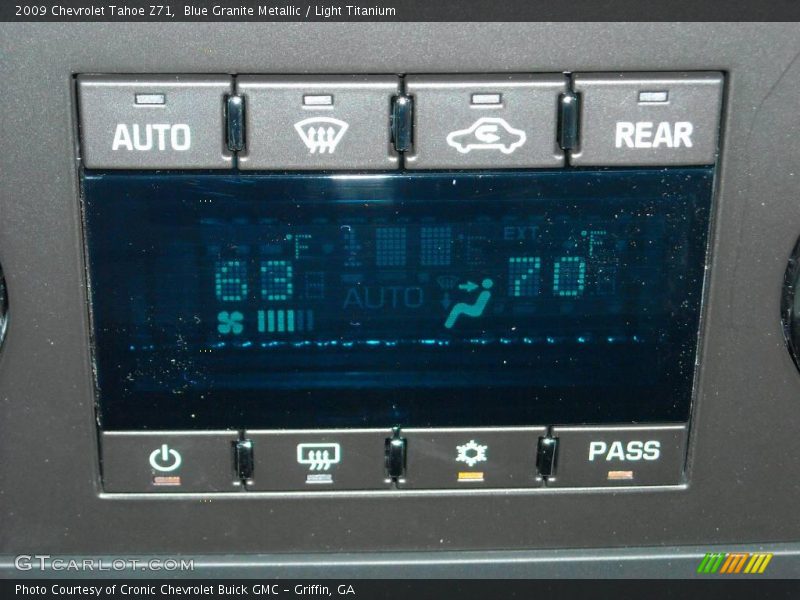 2009 Chevrolet Tahoe Z71, Blue Granite Metallic / Light Titanium
AUTO REAR
°F EXT °F
69 70
AUTO
PASS
GTCARLOT.COM
Photo Courtesy of Cronic Chevrolet Buick GMC – Griffin, GA